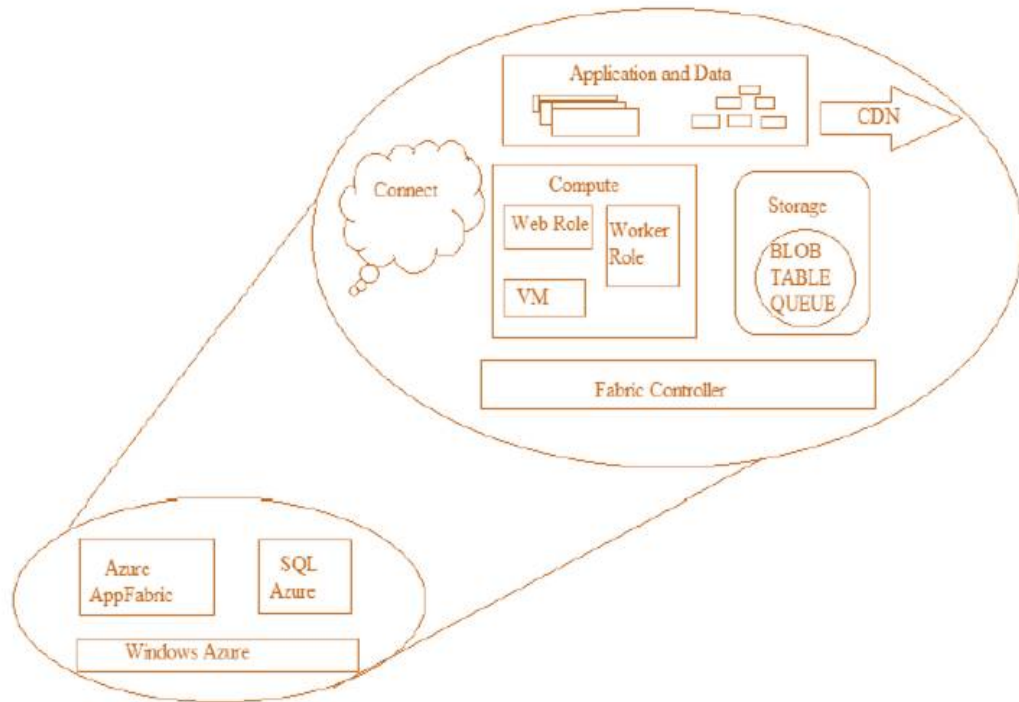 Application and Data
CDN
Connect
Compute
Web Role
Worker
Role
VM
Storage
BLOB
TABLE
QUEUE
Fabric Controller
Azure
AppFabric
SQL
Azure
Windows Azure